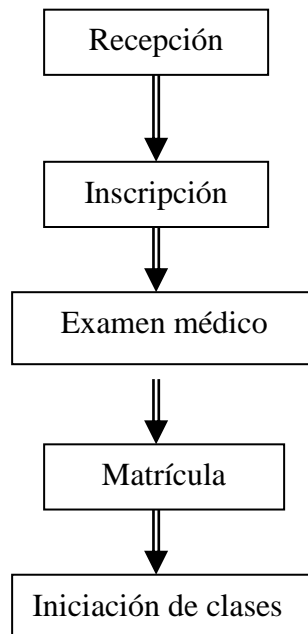 Recepción
Inscripción
Examen médico
Matrícula
Iniciación de clases